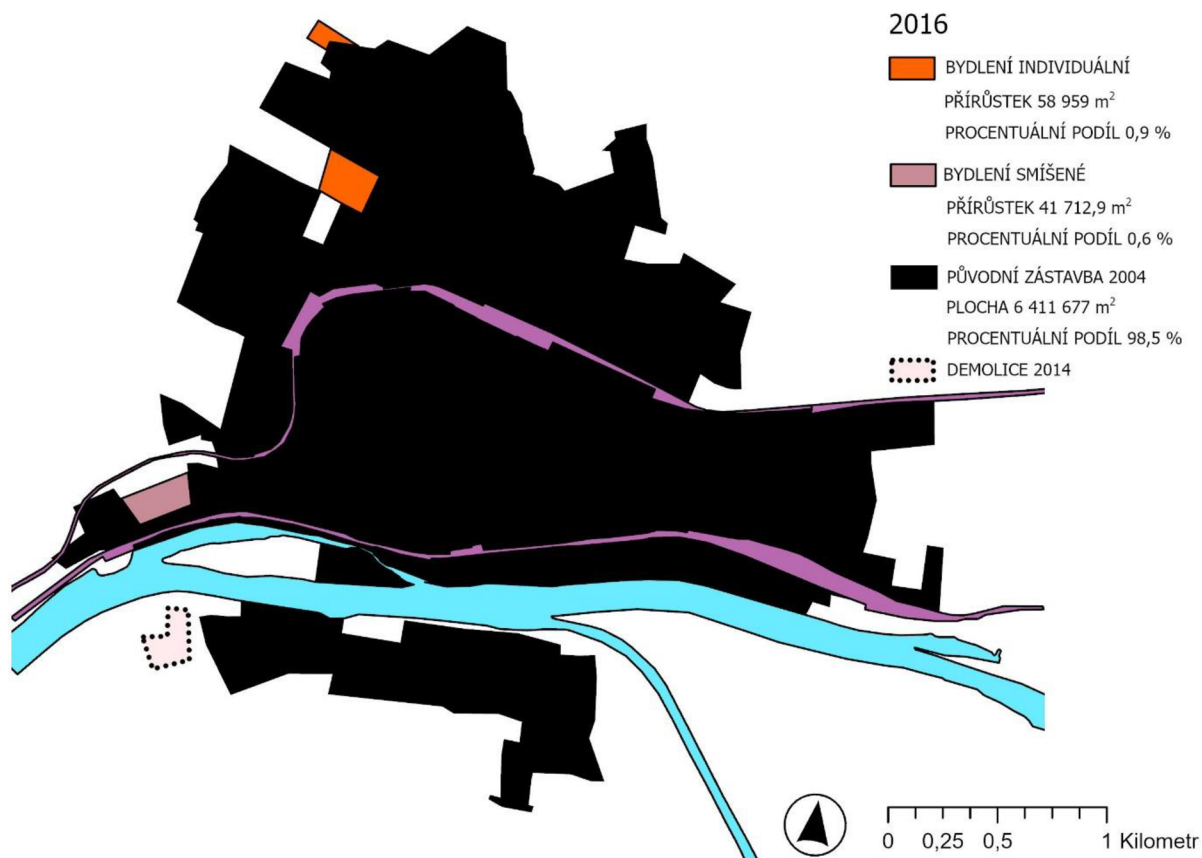 2016
BYDLENÍ INDIVIDUÁLNÍ
PŘÍRŮSTEK 58 959 m²
PROCENTUÁLNÍ PODÍL 0,9 %
BYDLENÍ SMÍŠENÉ
PŘÍRŮSTEK 41 712,9 m²
PROCENTUÁLNÍ PODÍL 0,6 %
PŮVODNÍ ZÁSTAVBA 2004
PLOCHA 6 411 677 m²
PROCENTUÁLNÍ PODÍL 98,5 %
DEMOLICE 2014
0 0,25 0,5 1 Kilometr